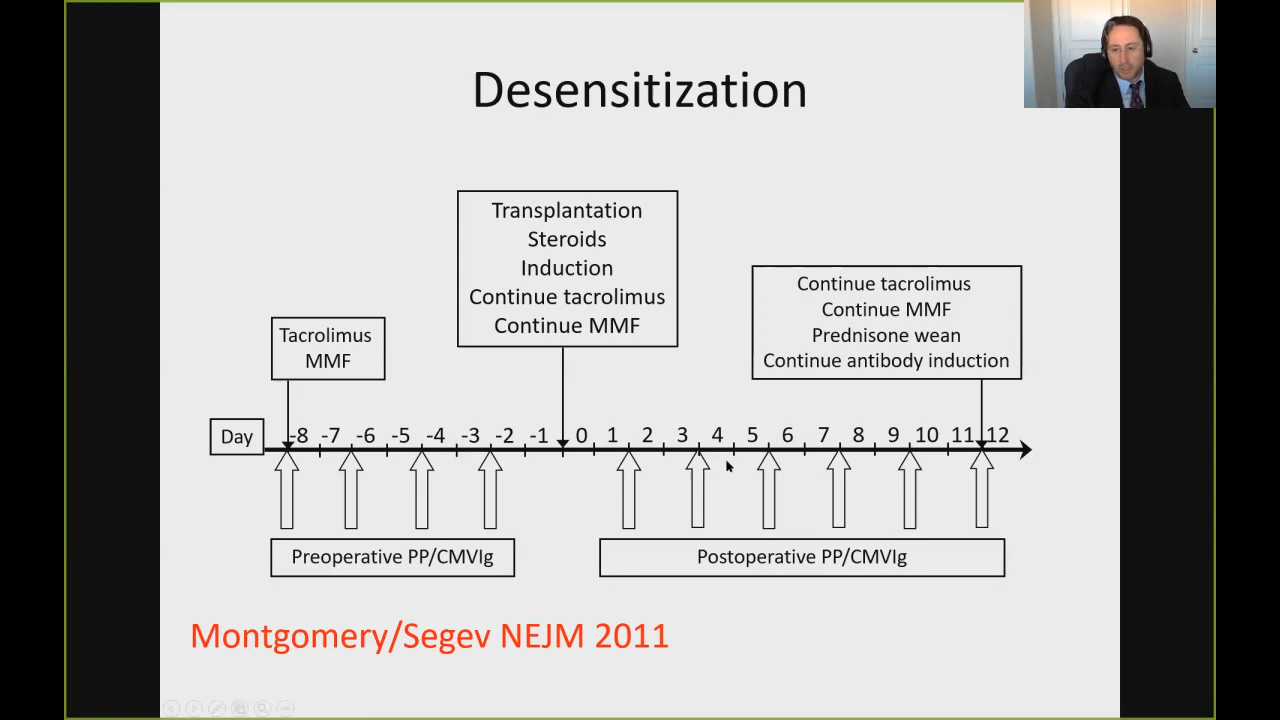 Desensitization
Transplantation
Steroids
Induction
Continue tacrolimus
Continue MMF
Continue tacrolimus
Continue MMF
Prednisone wean
Continue antibody induction
Tacrolimus
MMF
Day
-8 -7 -6 -5 -4 -3 -2 -1 0 1 2 3 4 5 6 7 8 9 10 11 12
Preoperative PP/CMVIg
Postoperative PP/CMVIg
Montgomery/Segev NEJM 2011